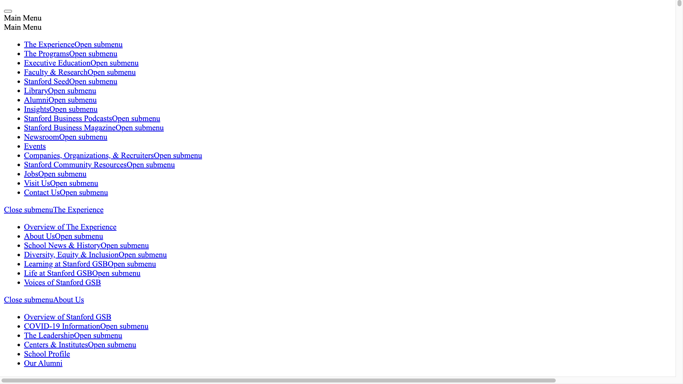 Main Menu
Main Menu
The ExperienceOpen submenu
The ProgramsOpen submenu
Executive EducationOpen submenu
Faculty & ResearchOpen submenu
Stanford SeedOpen submenu
LibraryOpen submenu
AlumniOpen submenu
InsightsOpen submenu
Stanford Business PodcastsOpen submenu
Stanford Business MagazineOpen submenu
NewsroomOpen submenu
Events
Companies, Organizations, & RecruitersOpen submenu
Stanford Community ResourcesOpen submenu
JobsOpen submenu
Visit UsOpen submenu
Contact UsOpen submenu
Close submenuThe Experience
Overview of The Experience
About UsOpen submenu
School News & HistoryOpen submenu
Diversity, Equity & InclusionOpen submenu
Learning at Stanford GSBOpen submenu
Life at Stanford GSBOpen submenu
Voices of Stanford GSB
Close submenuAbout Us
Overview of Stanford GSB
COVID-19 InformationOpen submenu
The LeadershipOpen submenu
Centers & InstitutesOpen submenu
School Profile
Our Alumni